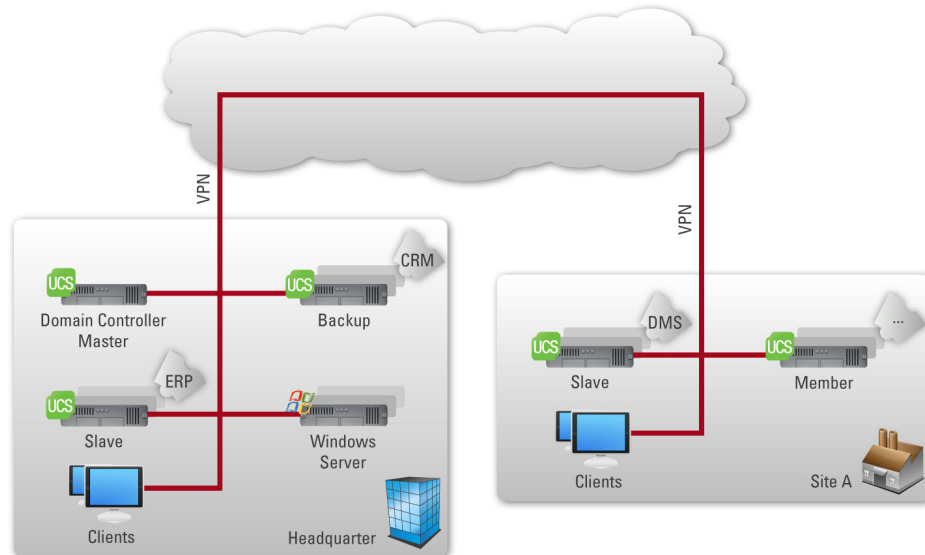 VPN
VPN
UCS
Domain Controller
Master
UCS
CRM
Backup
UCS
ERP
Slave
Windows
Server
Clients
Headquarter
UCS
DMS
Slave
UCS
...
Member
Clients
Site A